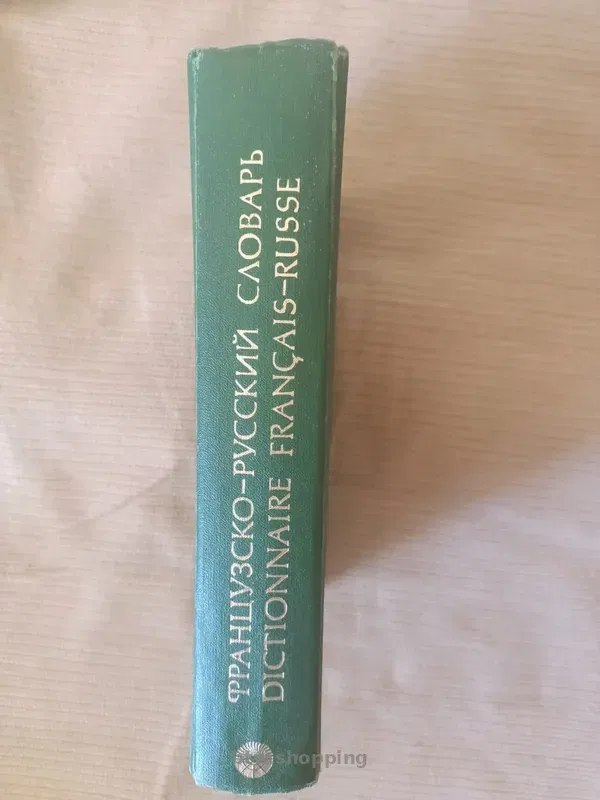 ФРАНЦУЗСКО-РУССКИЙ СЛОВАРЬ
DICTIONNAIRE FRANÇAIS-RUSSE
shopping